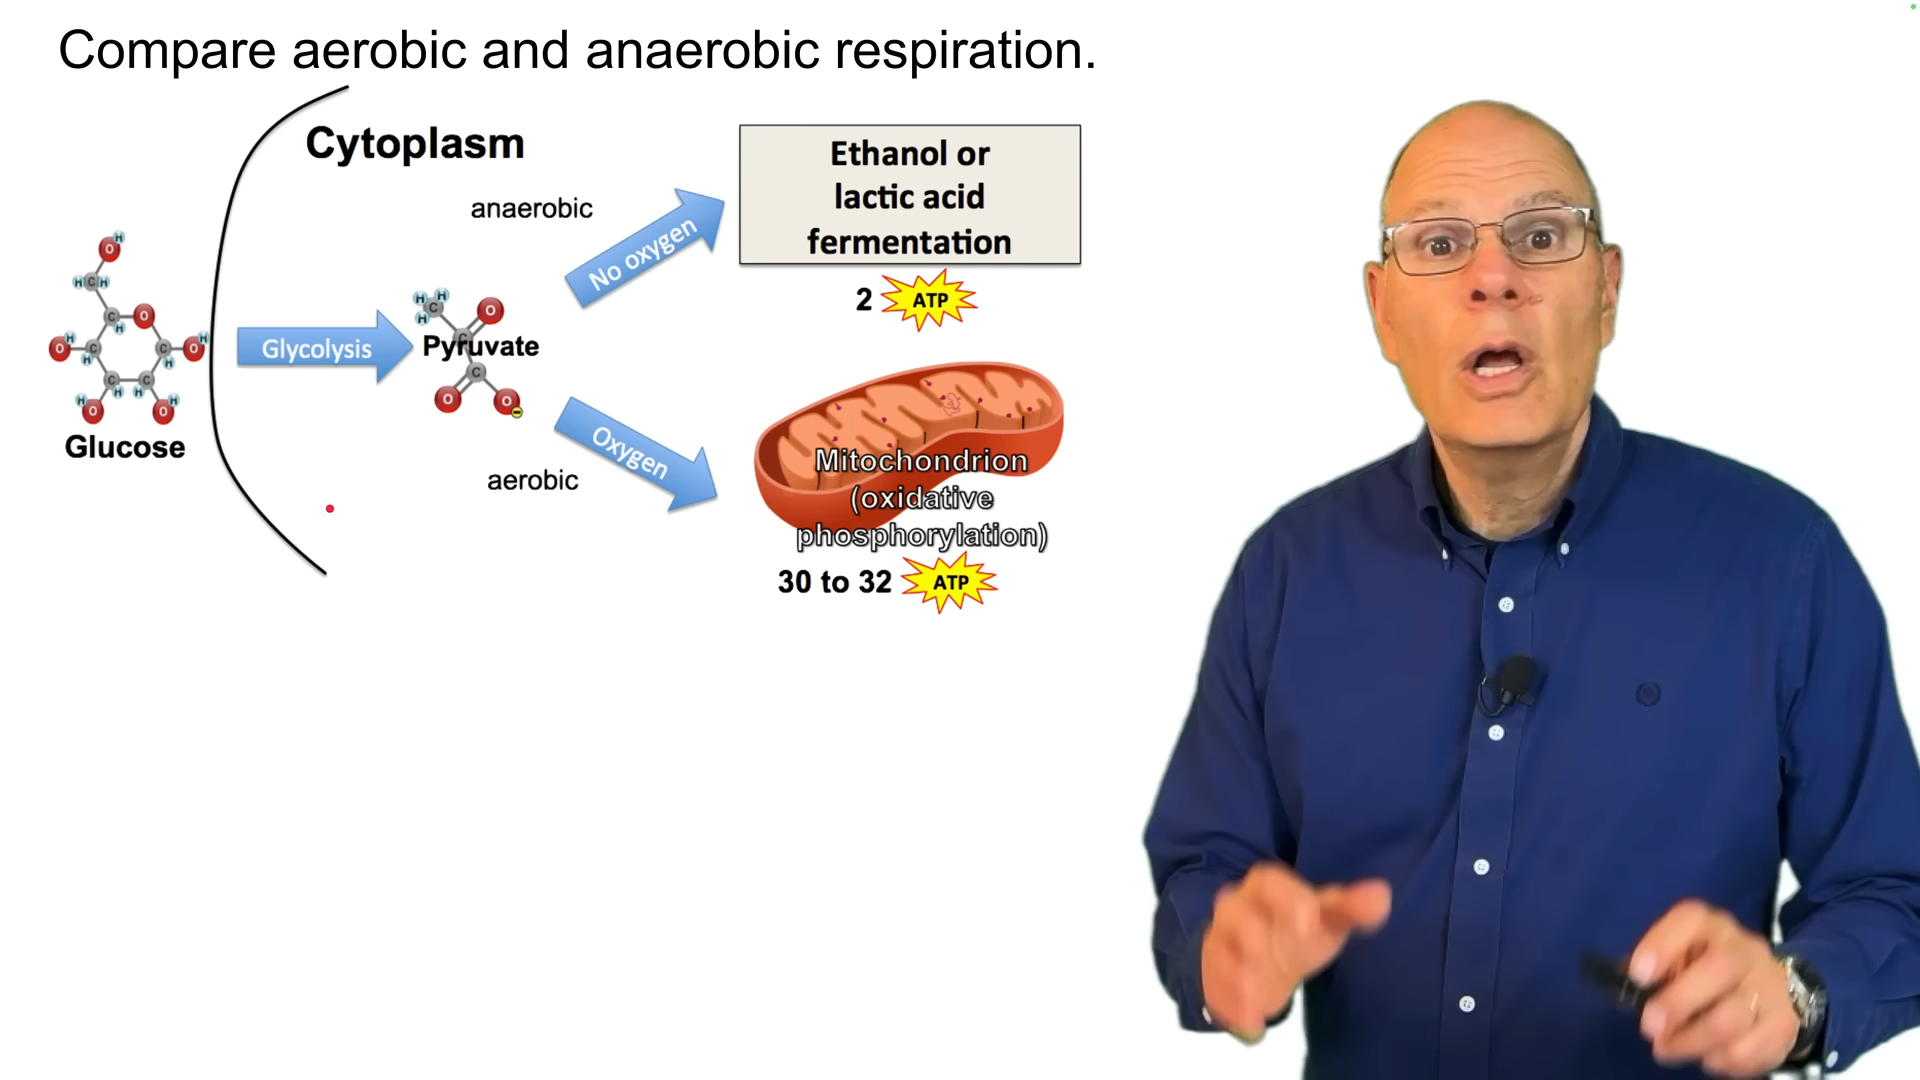 Compare aerobic and anaerobic respiration.
Cytoplasm
anaerobic
No oxygen
Ethanol or
lactic acid
fermentation
2 ATP
Glucose
Glycolysis
Pyruvate
Oxygen
aerobic
Mitochondrion
(oxidative
phosphorylation)
30 to 32 ATP